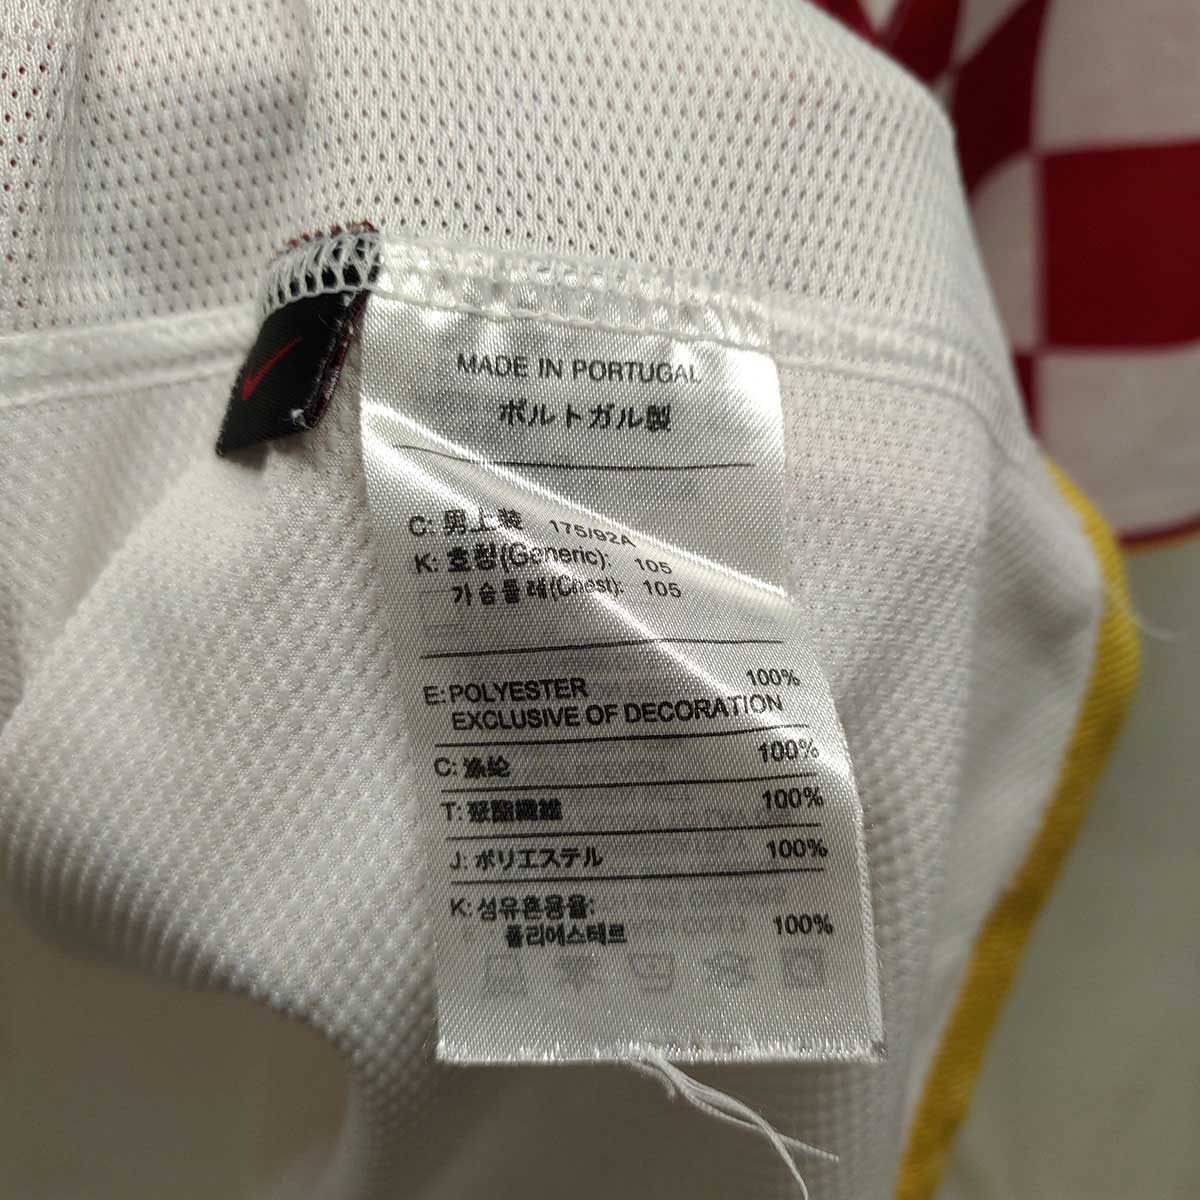 MADE IN PORTUGAL
ポルトガル製
C: 男上装 175/92A
K: 호칭(Generic): 105
가슴둘레(Chest): 105
E: POLYESTER 100%
EXCLUSIVE OF DECORATION
C: 涤纶 100%
T: 聚酯纖維 100%
J: ポリエステル 100%
K: 섬유혼용율:
폴리에스테르 100%